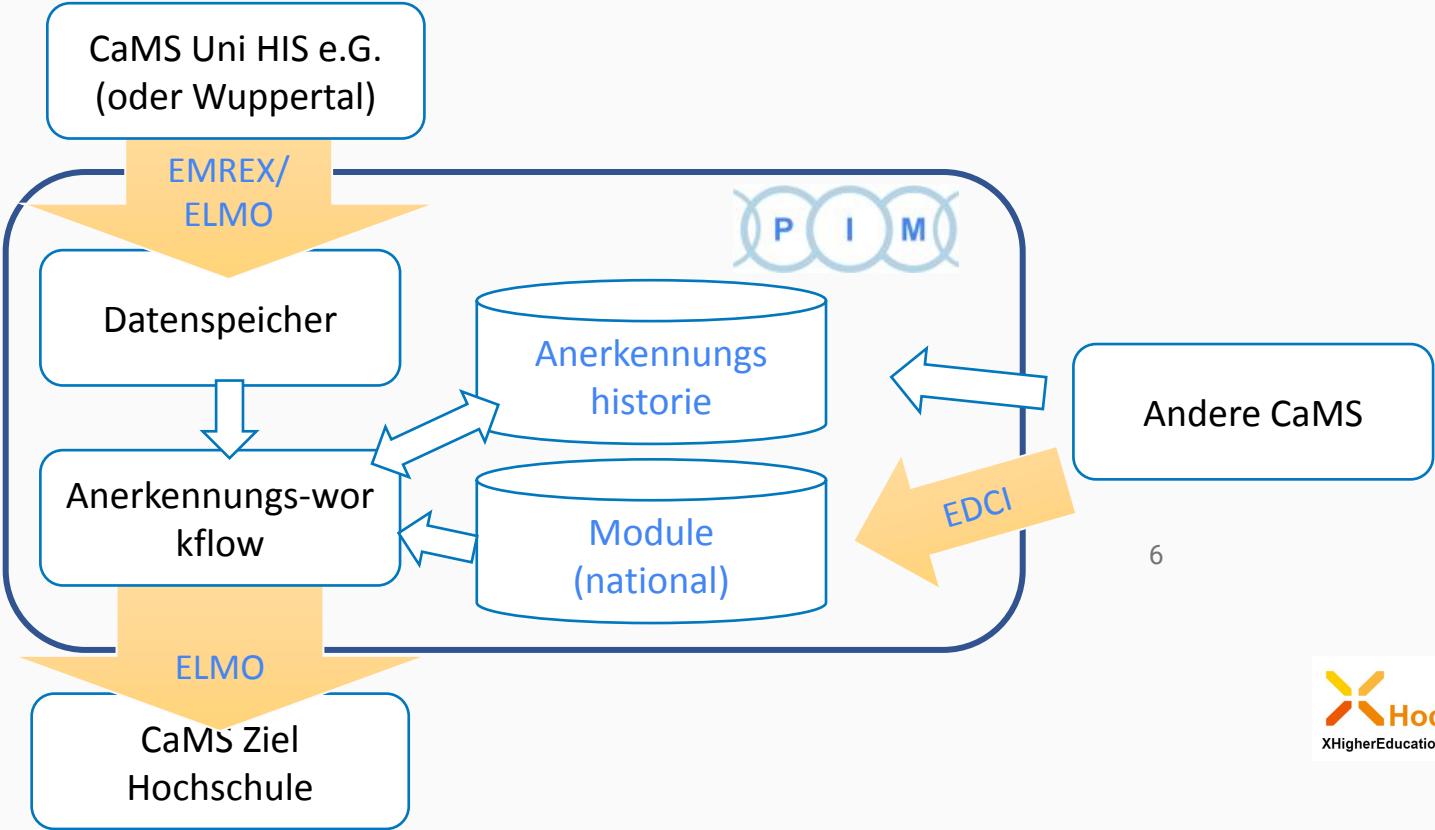 CaMS Uni HIS e.G.
(oder Wuppertal)
EMREX/
ELMO
P I M
Datenspeicher
Anerkennungs
historie
Andere CaMS
Anerkennungs-wor
kflow
Module
(national)
EDCI
6
ELMO
CaMS Ziel
Hochschule
XHigherEducatio